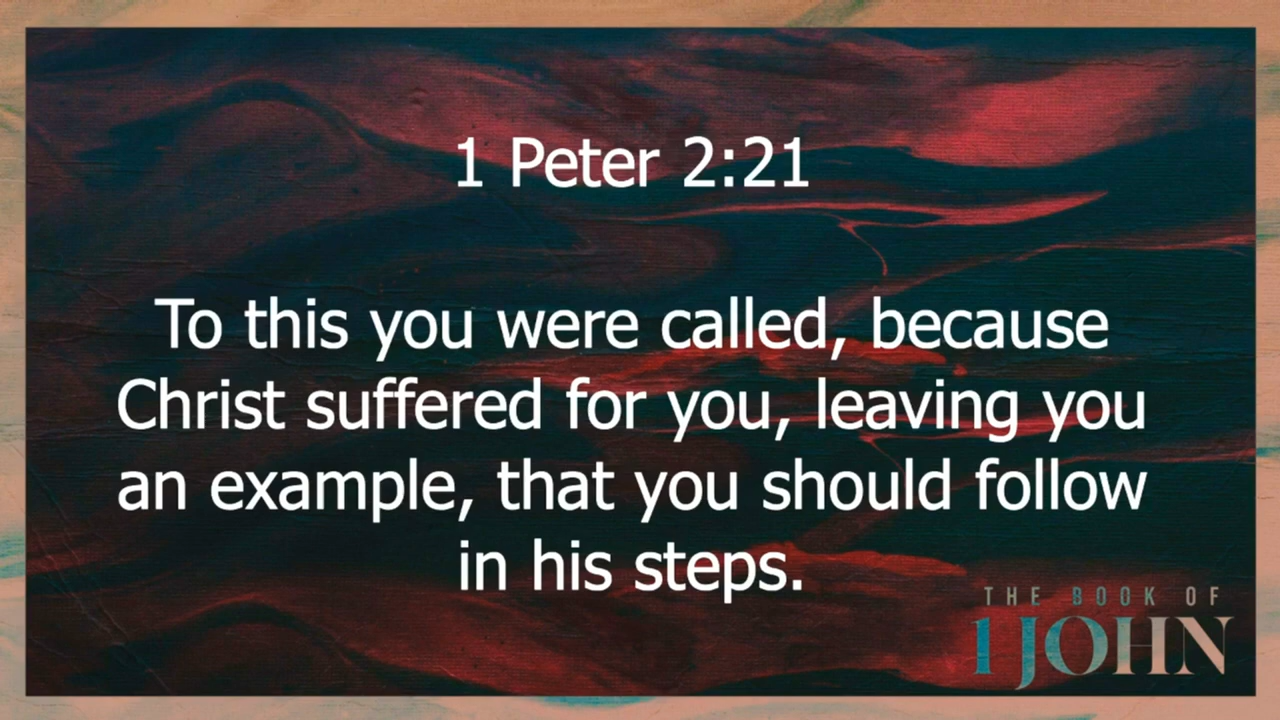 1 Peter 2:21
To this you were called, because
Christ suffered for you, leaving you
an example, that you should follow
in his steps.
THE BOOK OF
1 JOHN